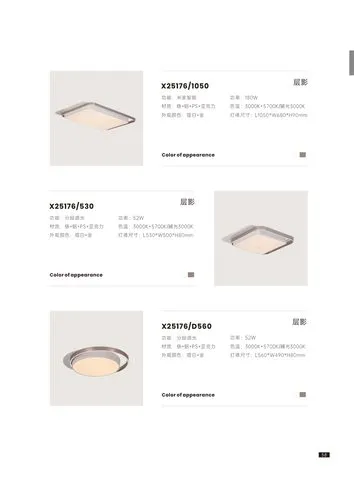 层影
X25176/1050
功能: 米家智能 功率: 180W
材质: 铁+铝+PS+亚克力 色温: 3000K+5700K/暖光3000K
外观颜色: 雅白+金 灯体尺寸: L1050*W680*H90mm
Color of appearance
层影
X25176/530
功能: 分段调光 功率: 52W
材质: 铁+铝+PS+亚克力 色温: 3000K+5700K/暖光3000K
外观颜色: 雅白+金 灯体尺寸: L530*W500*H80mm
Color of appearance
层影
X25176/D560
功能: 分段调光 功率: 52W
材质: 铁+铝+PS+亚克力 色温: 3000K+5700K/暖光3000K
外观颜色: 雅白+金 灯体尺寸: L560*W490*H80mm
Color of appearance